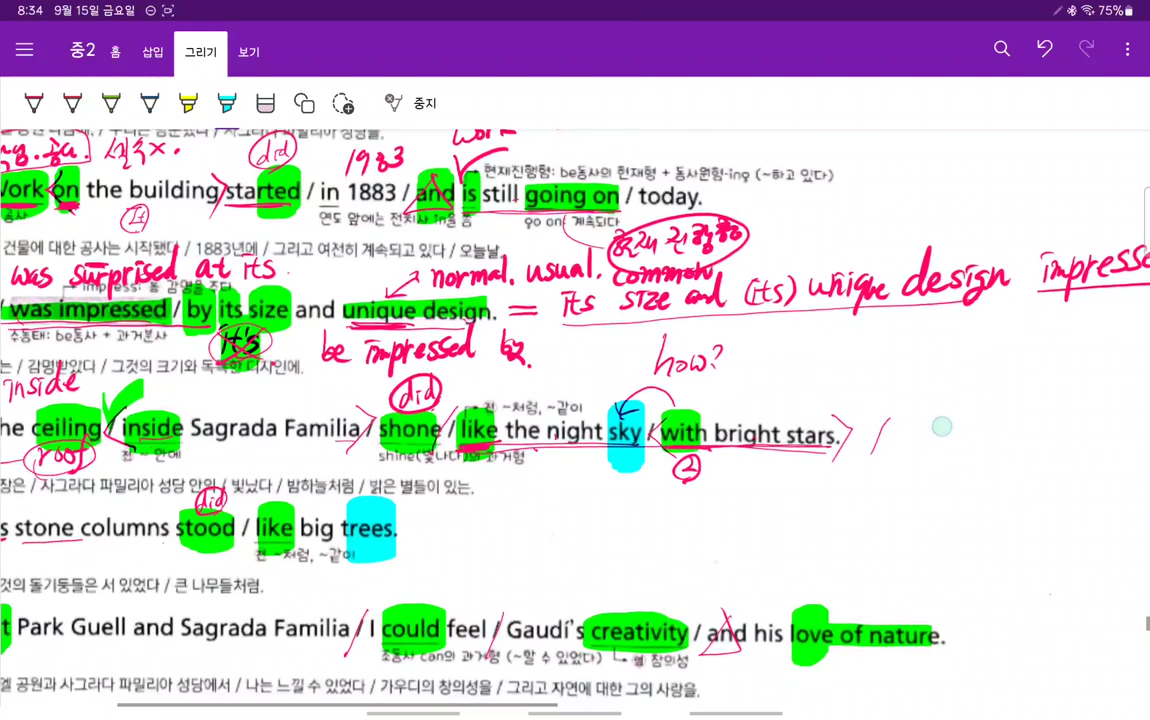 8:34 9월 15일 금요일 75%
중2 홈 삽입 그리기 보기
중지
did 1983 work
현재진행형: be동사의 현재형 + 동사원형-ing (~하고 있다)
Work on the building started / in 1883 / and is still going on / today.
공사 연도 앞에는 전치사 in을 씀 go on: 계속되다
It
건물에 대한 공사는 시작됐다 / 1883년에 / 그리고 여전히 계속되고 있다 / 오늘날.
was surprised at its normal. usual. common
/ was impressed / by its size and unique design. = its size and (its) unique design impresse
수동태: be동사 + 과거분사 it's be impressed by.
는 / 감명받았다 / 그것의 크기와 독특한 디자인에.
inside did how?
전 ~처럼, ~같이
he ceiling / inside Sagrada Familia / shone / like the night sky / with bright stars. /
roof 전 ~ 안에 shine(빛나다)의 과거형 2
장은 / 사그라다 파밀리아 성당 안의 / 빛났다 / 밤하늘처럼 / 밝은 별들이 있는.
did
s stone columns stood / like big trees.
전 ~처럼, ~같이
것의 돌기둥들은 서 있었다 / 큰 나무들처럼.
t Park Guell and Sagrada Familia / I could feel / Gaudí's creativity / and his love of nature.
조동사 can의 과거형 (~할 수 있었다) 명 창의성
엘 공원과 사그라다 파밀리아 성당에서 / 나는 느낄 수 있었다 / 가우디의 창의성을 / 그리고 자연에 대한 그의 사랑을.